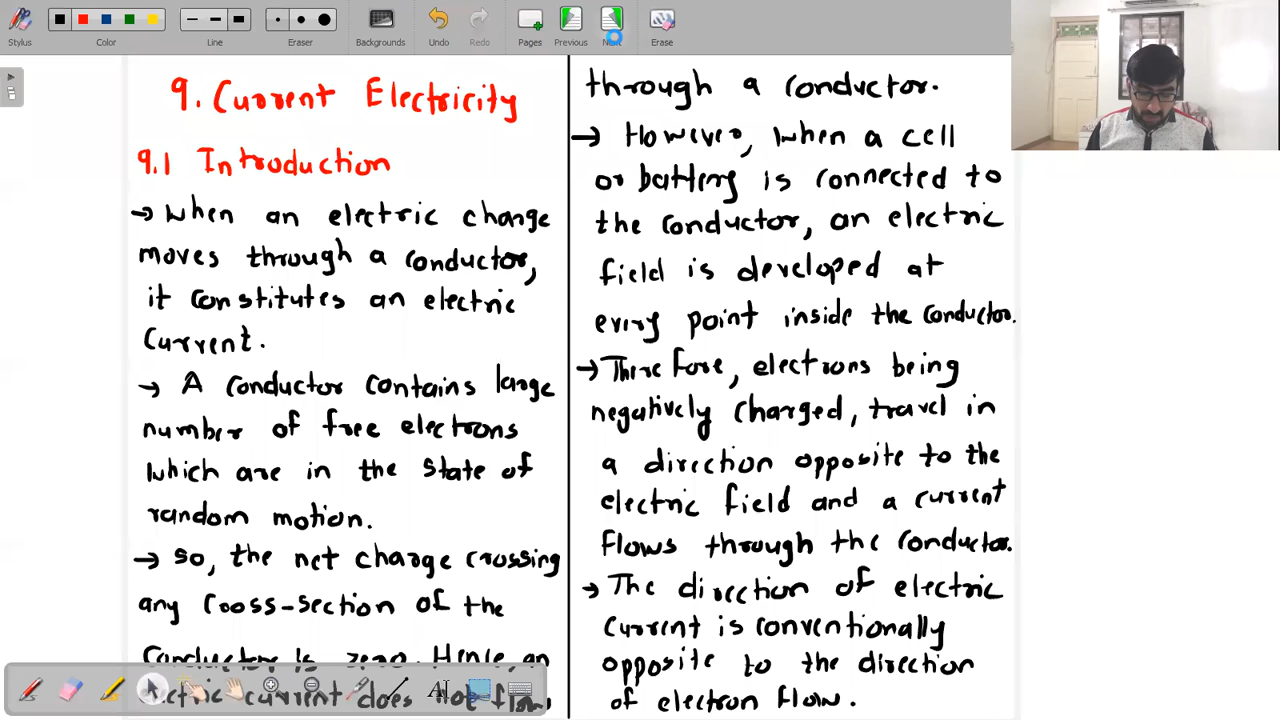 Stylus
Color
Line
Eraser
Backgrounds
Undo
Redo
Pages
Previous
Next
Erase
9. Current Electricity
9.1 Introduction
→ When an electric change
moves through a conductor,
it constitutes an electric
Current.
→ A conductor contains large
number of free electrons
which are in the state of
random motion.
→ So, the net charge crossing
any cross-section of the
Conductor is zero. Hence, an
electric current does not flow,
through a conductor.
→ However, when a cell
or battery is connected to
the conductor, an electric
field is developed at
every point inside the conductor.
→ Therefore, electrons being
negatively charged, travel in
a direction opposite to the
electric field and a current
flows through the conductor.
→ The direction of electric
current is conventionally
opposite to the direction
of electron flow.